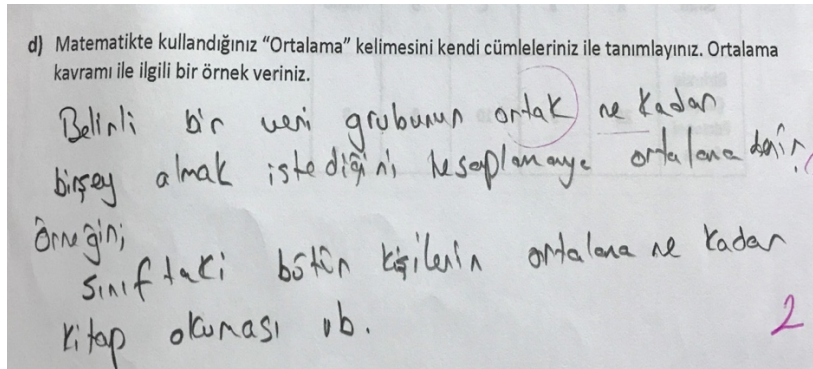 d) Matematikte kullandığınız “Ortalama” kelimesini kendi cümleleriniz ile tanımlayınız. Ortalama
kavramı ile ilgili bir örnek veriniz.
Belirli bir veri grubunun ortak ne kadar
birşey almak istediğini hesaplamaya ortalama denir.
Örneğin;
Sınıftaki bütün kişilerin ortalama ne kadar
kitap okuması vb.
2